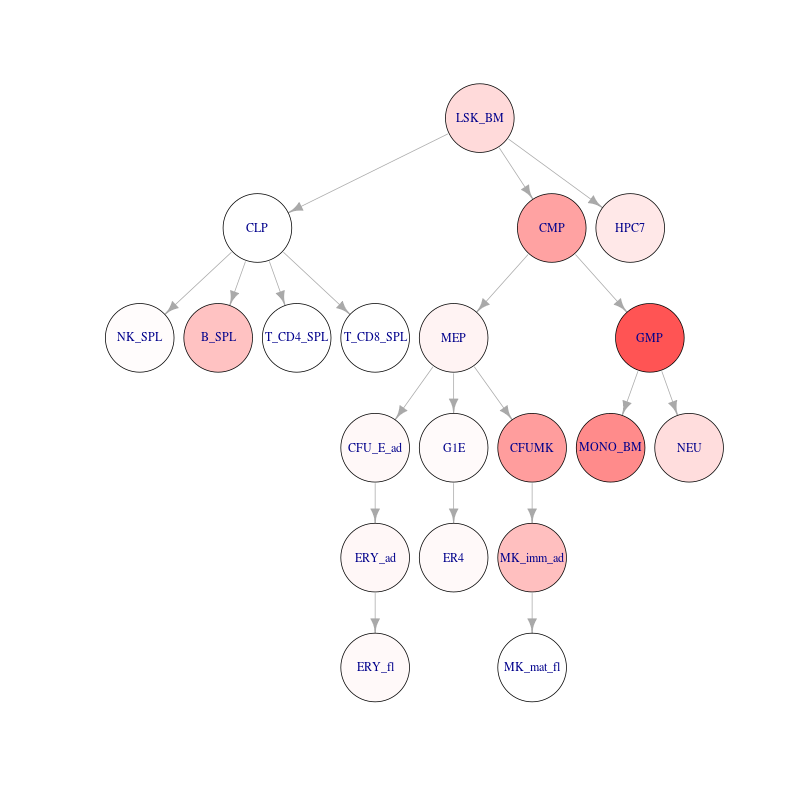 LSK_BM
CLP
CMP
HPC7
NK_SPL
B_SPL
T_CD4_SPL
T_CD8_SPL
MEP
GMP
CFU_E_ad
G1E
CFUMK
MONO_BM
NEU
ERY_ad
ER4
MK_imm_ad
ERY_fl
MK_mat_fl